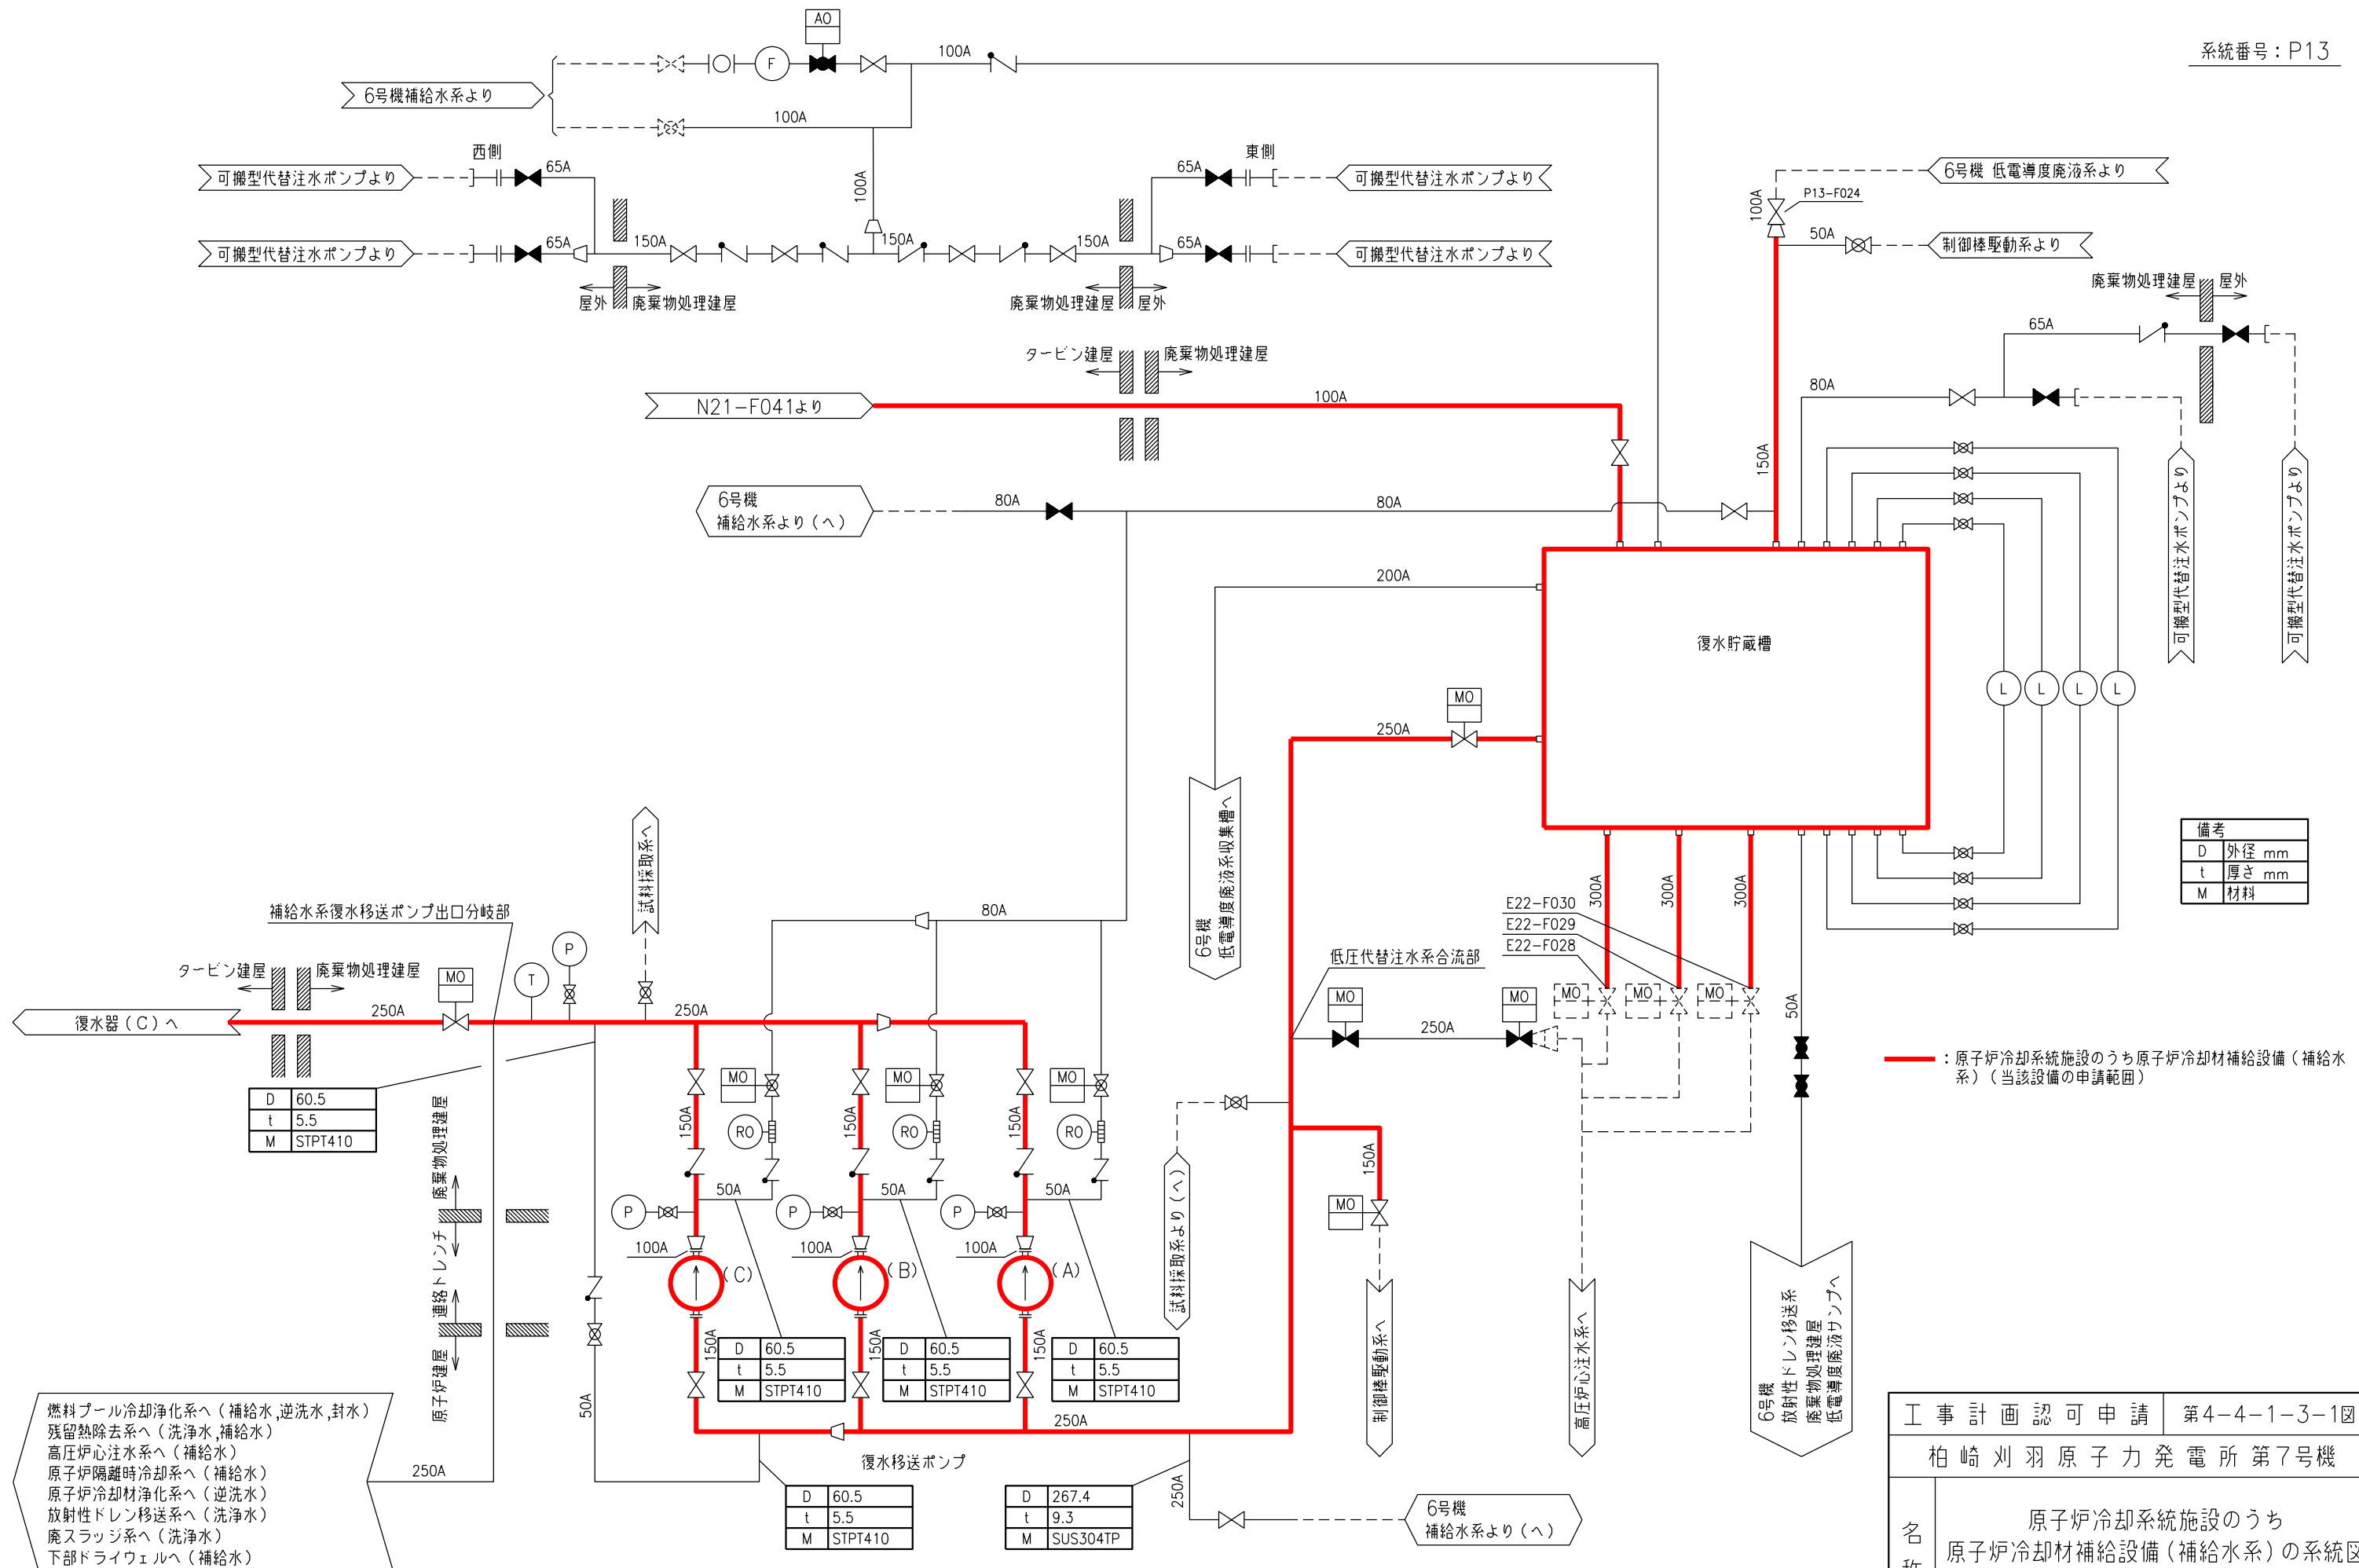 系統番号：P13
AO
F
100A
6号機補給水系より
100A
西側
東側
可搬型代替注水ポンプより
65A
100A
65A
可搬型代替注水ポンプより
6号機 低電導度廃液系より
100A
P13-F024
50A
制御棒駆動系より
可搬型代替注水ポンプより
65A
150A
150A
150A
65A
可搬型代替注水ポンプより
屋外
廃棄物処理建屋
廃棄物処理建屋
屋外
廃棄物処理建屋
屋外
65A
タービン建屋
廃棄物処理建屋
80A
N21-F041より
100A
150A
6号機
補給水系より(へ)
80A
80A
可搬型代替注水ポンプより
可搬型代替注水ポンプより
200A
復水貯蔵槽
L
L
L
L
MO
250A
6号機
低電導度廃液系収集槽へ
備考
D 外径 mm
t 厚さ mm
M 材料
試料採取系へ
補給水系復水移送ポンプ出口分岐部
80A
300A
300A
300A
E22-F030
E22-F029
E22-F028
低圧代替注水系合流部
P
T
タービン建屋
廃棄物処理建屋
MO
250A
250A
復水器(C)へ
MO
MO
MO
MO
MO
250A
50A
：原子炉冷却系統施設のうち原子炉冷却材補給設備(補給水
系)(当該設備の申請範囲)
D 60.5
t 5.5
M STPT410
MO
MO
MO
150A
150A
150A
RO
RO
RO
廃棄物処理建屋
連絡トレンチ
原子炉建屋
50A
50A
50A
P
P
P
100A
100A
100A
(C)
(B)
(A)
試料採取系より(へ)
150A
MO
制御棒駆動系へ
高圧炉心注水系へ
6号機
放射性ドレン移送系
廃棄物処理建屋
低電導度廃液サンプへ
150A
150A
150A
D 60.5
t 5.5
M STPT410
D 60.5
t 5.5
M STPT410
D 60.5
t 5.5
M STPT410
50A
250A
復水移送ポンプ
燃料プール冷却浄化系へ(補給水,逆洗水,封水)
残留熱除去系へ(洗浄水,補給水)
高圧炉心注水系へ(補給水)
原子炉隔離時冷却系へ(補給水)
原子炉冷却材浄化系へ(逆洗水)
放射性ドレン移送系へ(洗浄水)
廃スラッジ系へ(洗浄水)
下部ドライウェルへ(補給水)
250A
D 60.5
t 5.5
M STPT410
D 267.4
t 9.3
M SUS304TP
250A
6号機
補給水系より(へ)
工事計画認可申請 第4-4-1-3-1図
柏崎刈羽原子力発電所第7号機
名称
原子炉冷却系統施設のうち
原子炉冷却材補給設備(補給水系)の系統図